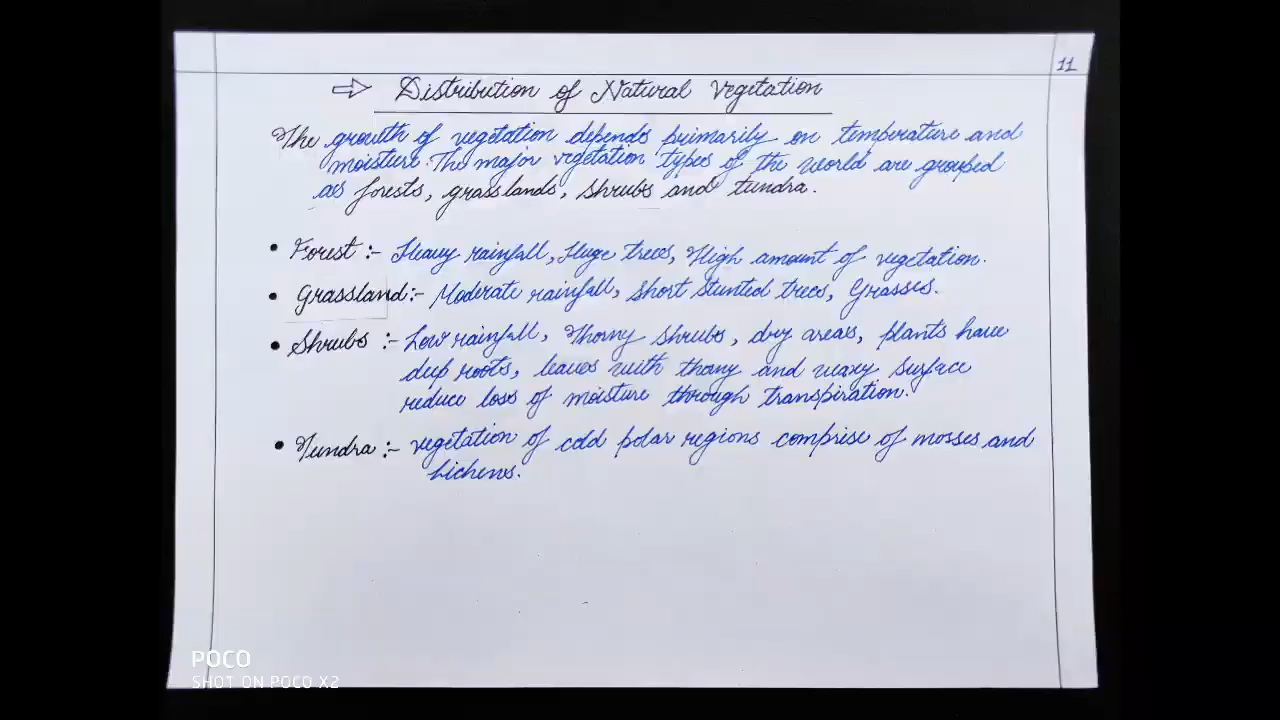 11
⇨ Distribution of Natural Vegetation
The growth of vegetation depends primarily on temperature and
moisture. The major vegetation types of the world are grouped
as forests, grasslands, shrubs and tundra.
• Forest :- Heavy rainfall, Huge trees, High amount of vegetation.
• Grassland:- Moderate rainfall, short stunted trees, Grasses.
• Shrubs :- Low rainfall, Thorny shrubs, dry areas, plants have
deep roots, leaves with thorny and waxy surface
reduce loss of moisture through transpiration.
• Tundra :- vegetation of cold polar regions comprise of mosses and
Lichens.
POCO
SHOT ON POCO X2